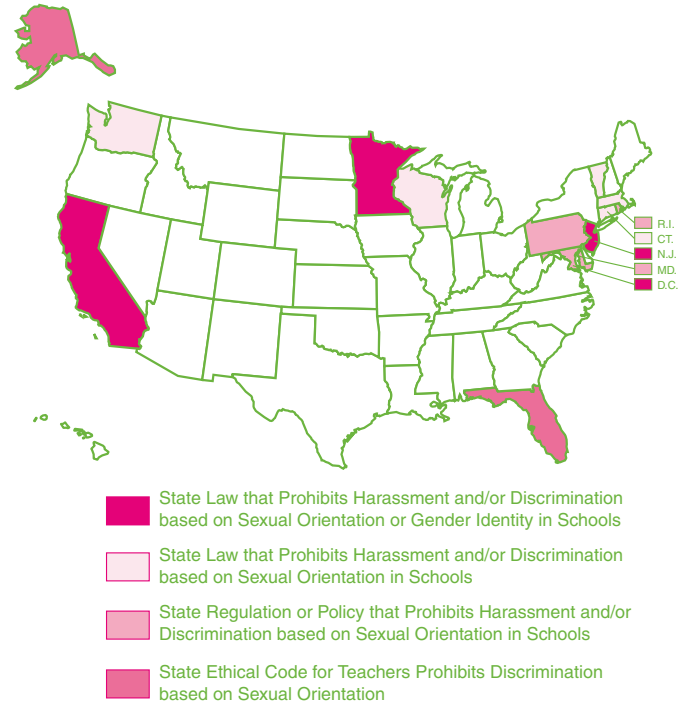 R.I.
CT.
N.J.
MD.
D.C.
State Law that Prohibits Harassment and/or Discrimination
based on Sexual Orientation or Gender Identity in Schools
State Law that Prohibits Harassment and/or Discrimination
based on Sexual Orientation in Schools
State Regulation or Policy that Prohibits Harassment and/or
Discrimination based on Sexual Orientation in Schools
State Ethical Code for Teachers Prohibits Discrimination
based on Sexual Orientation